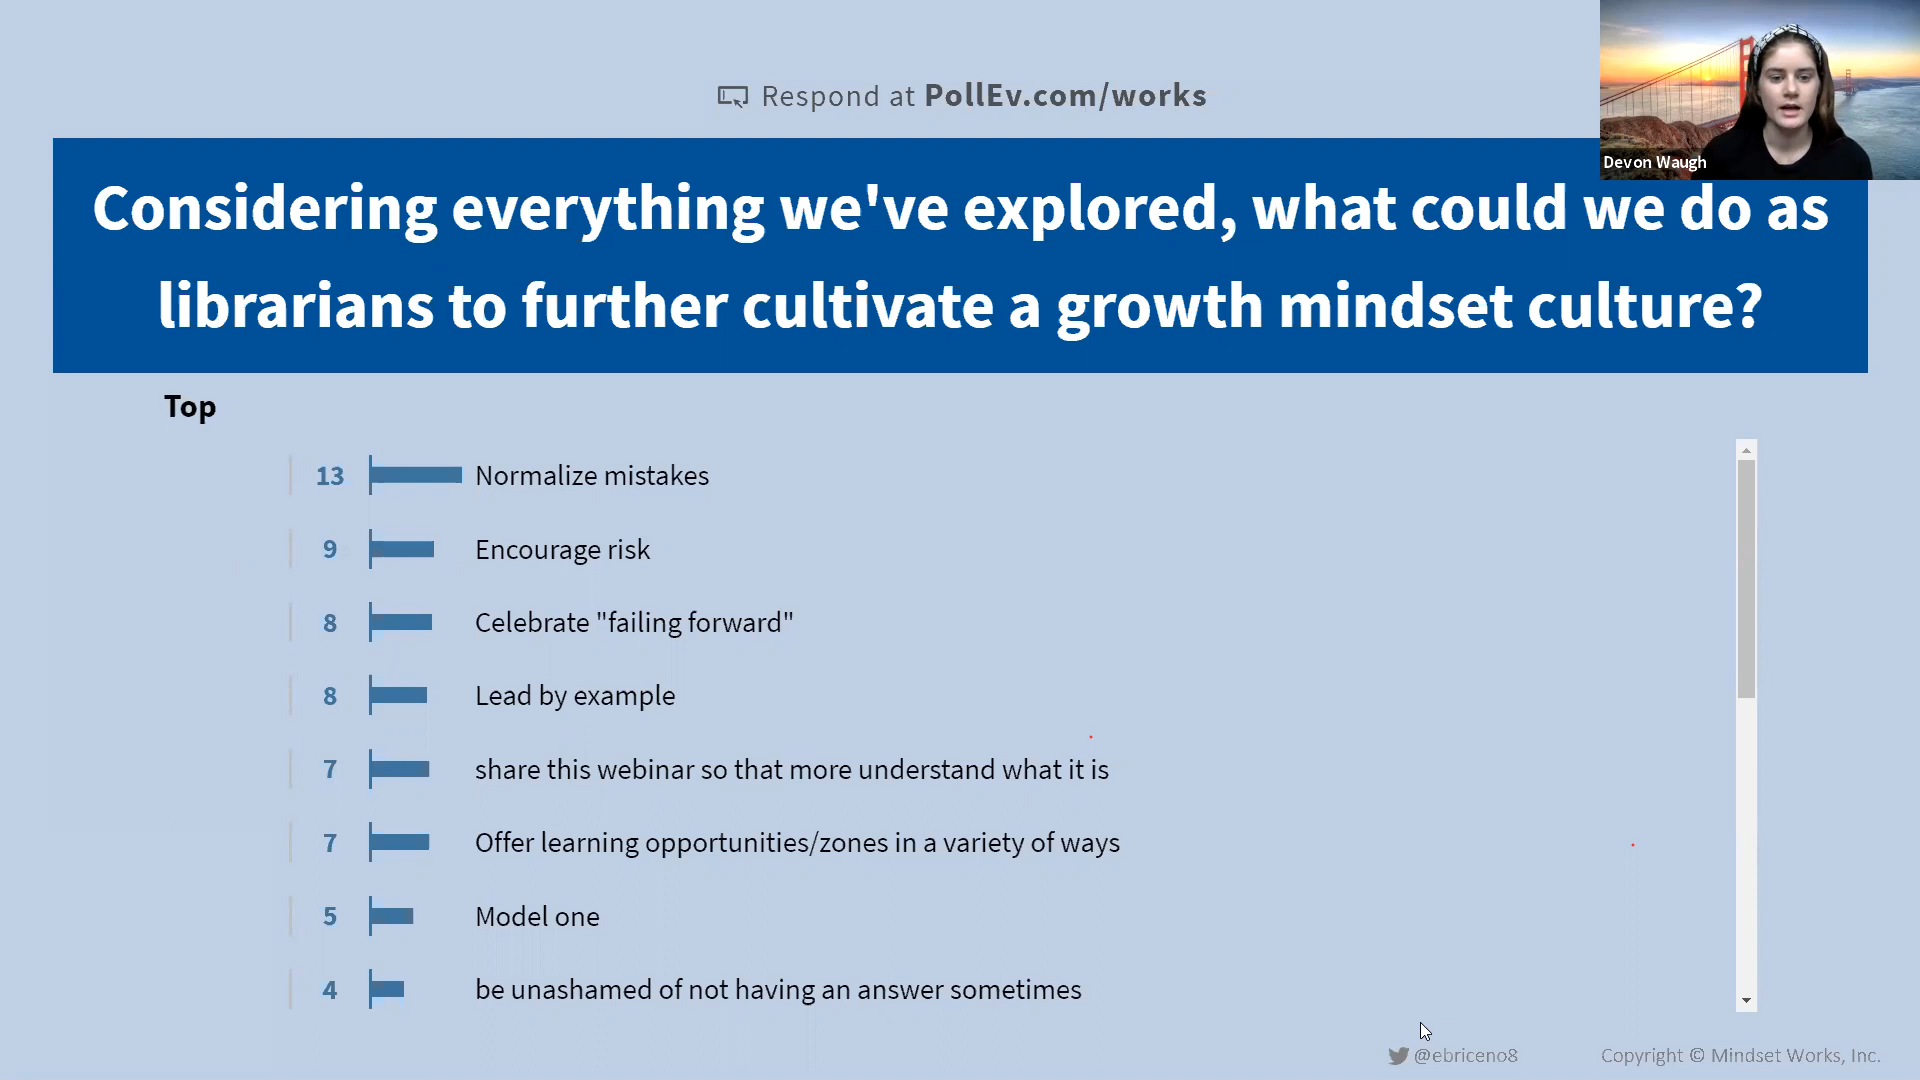 Respond at PollEv.com/works
Devon Waugh
Considering everything we've explored, what could we do as
librarians to further cultivate a growth mindset culture?
Top
13 Normalize mistakes
9 Encourage risk
8 Celebrate "failing forward"
8 Lead by example
7 share this webinar so that more understand what it is
7 Offer learning opportunities/zones in a variety of ways
5 Model one
4 be unashamed of not having an answer sometimes
@ebriceno8 Copyright © Mindset Works, Inc.